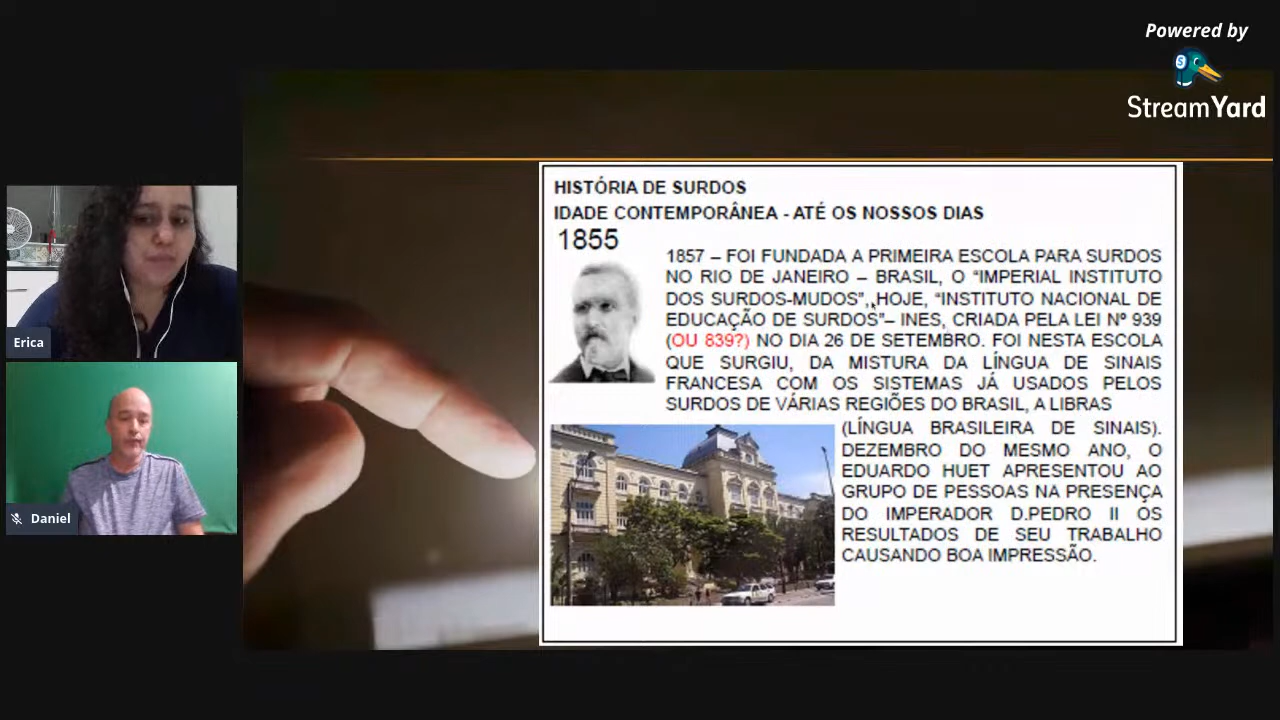 Powered by
StreamYard
HISTÓRIA DE SURDOS
IDADE CONTEMPORÂNEA - ATÉ OS NOSSOS DIAS
1855
1857 – FOI FUNDADA A PRIMEIRA ESCOLA PARA SURDOS
NO RIO DE JANEIRO – BRASIL, O “IMPERIAL INSTITUTO
DOS SURDOS-MUDOS”,,HOJE, “INSTITUTO NACIONAL DE
EDUCAÇÃO DE SURDOS”– INES, CRIADA PELA LEI Nº 939
(OU 839?) NO DIA 26 DE SETEMBRO. FOI NESTA ESCOLA
QUE SURGIU, DA MISTURA DA LÍNGUA DE SINAIS
FRANCESA COM OS SISTEMAS JÁ USADOS PELOS
SURDOS DE VÁRIAS REGIÕES DO BRASIL, A LIBRAS
(LÍNGUA BRASILEIRA DE SINAIS).
DEZEMBRO DO MESMO ANO, O
EDUARDO HUET APRESENTOU AO
GRUPO DE PESSOAS NA PRESENÇA
DO IMPERADOR D.PEDRO II OS
RESULTADOS DE SEU TRABALHO
CAUSANDO BOA IMPRESSÃO.
Erica
Daniel